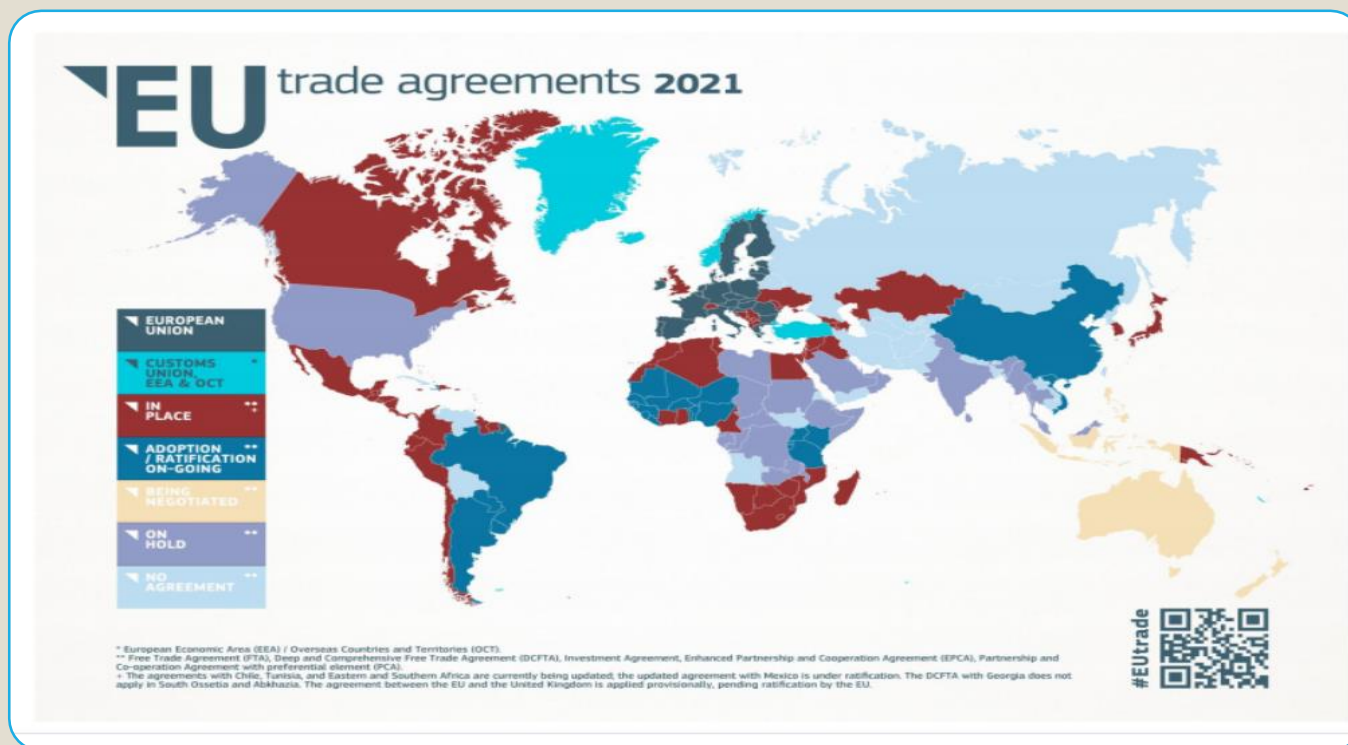 EU trade agreements 2021
EUROPEAN
UNION
CUSTOMS *
UNION,
EEA & OCT
IN **
PLACE +
ADOPTION **
/ RATIFICATION
ON-GOING
BEING **
NEGOTIATED
ON **
HOLD
NO **
AGREEMENT
* European Economic Area (EEA) / Overseas Countries and Territories (OCT).
** Free Trade Agreement (FTA), Deep and Comprehensive Free Trade Agreement (DCFTA), Investment Agreement, Enhanced Partnership and Cooperation Agreement (EPCA), Partnership and
Co-operation Agreement with preferential element (PCA).
+ The agreements with Chile, Tunisia, and Eastern and Southern Africa are currently being updated; the updated agreement with Mexico is under ratification. The DCFTA with Georgia does not
apply in South Ossetia and Abkhazia. The agreement between the EU and the United Kingdom is applied provisionally, pending ratification by the EU.
#EUtrade